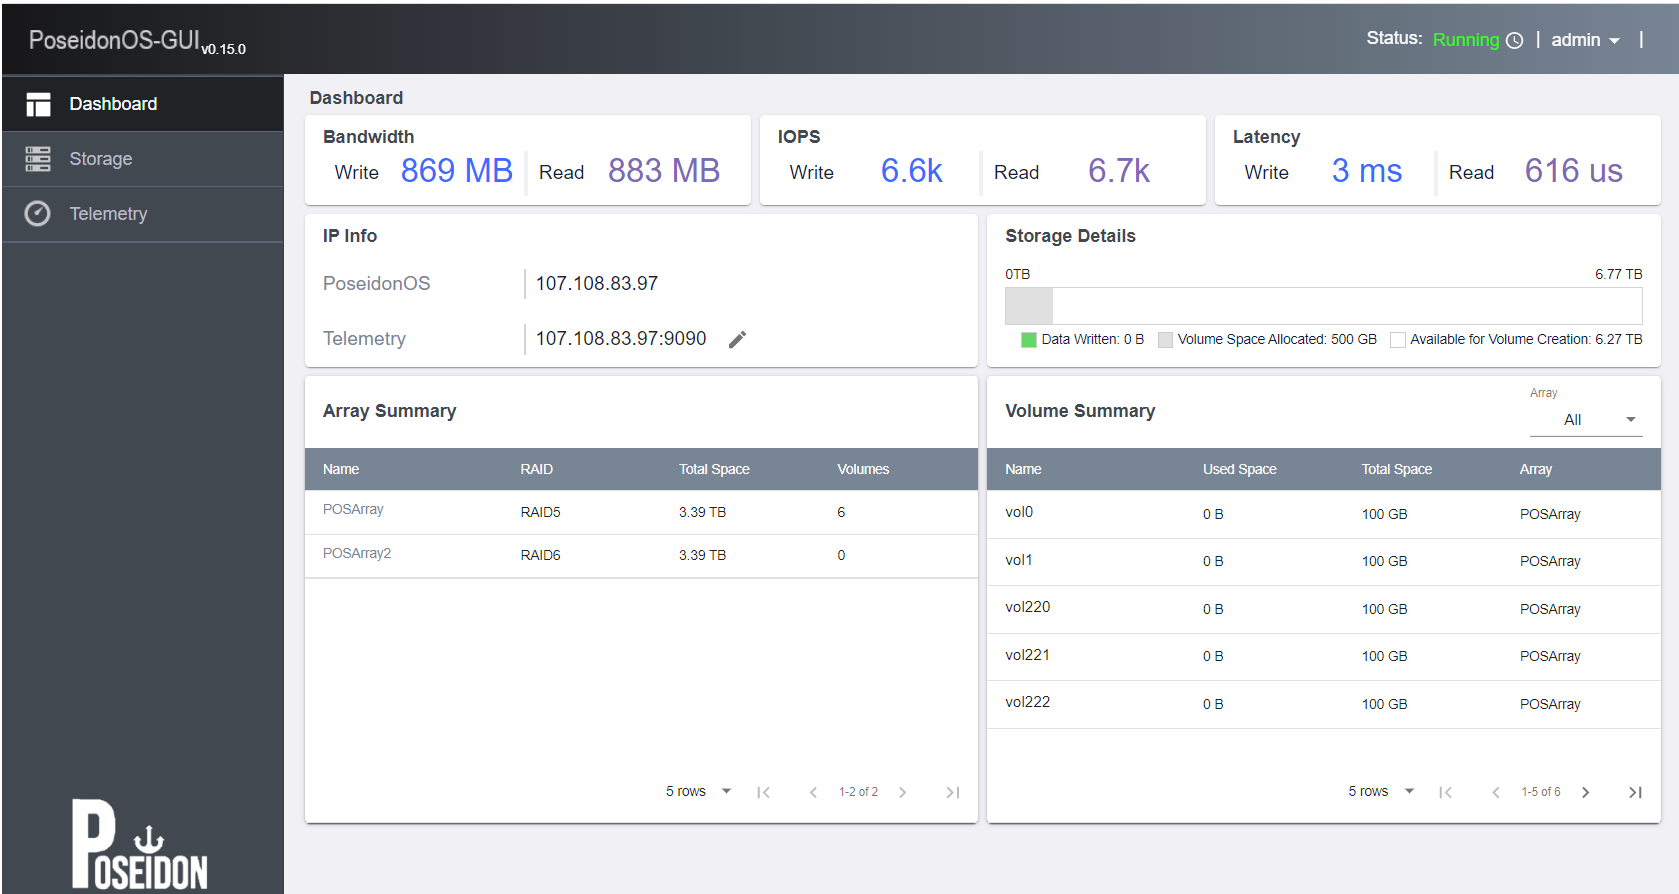 PoseidonOS-GUI v0.15.0
Status: Running | admin |
Dashboard
Storage
Telemetry
POSEIDON
Dashboard
Bandwidth
Write 869 MB Read 883 MB
IOPS
Write 6.6k Read 6.7k
Latency
Write 3 ms Read 616 us
IP Info
PoseidonOS 107.108.83.97
Telemetry 107.108.83.97:9090
Storage Details
0TB 6.77 TB
Data Written: 0 B Volume Space Allocated: 500 GB Available for Volume Creation: 6.27 TB
Array Summary
Name RAID Total Space Volumes
POSArray RAID5 3.39 TB 6
POSArray2 RAID6 3.39 TB 0
5 rows 1-2 of 2
Volume Summary
Array
All
Name Used Space Total Space Array
vol0 0 B 100 GB POSArray
vol1 0 B 100 GB POSArray
vol220 0 B 100 GB POSArray
vol221 0 B 100 GB POSArray
vol222 0 B 100 GB POSArray
5 rows 1-5 of 6